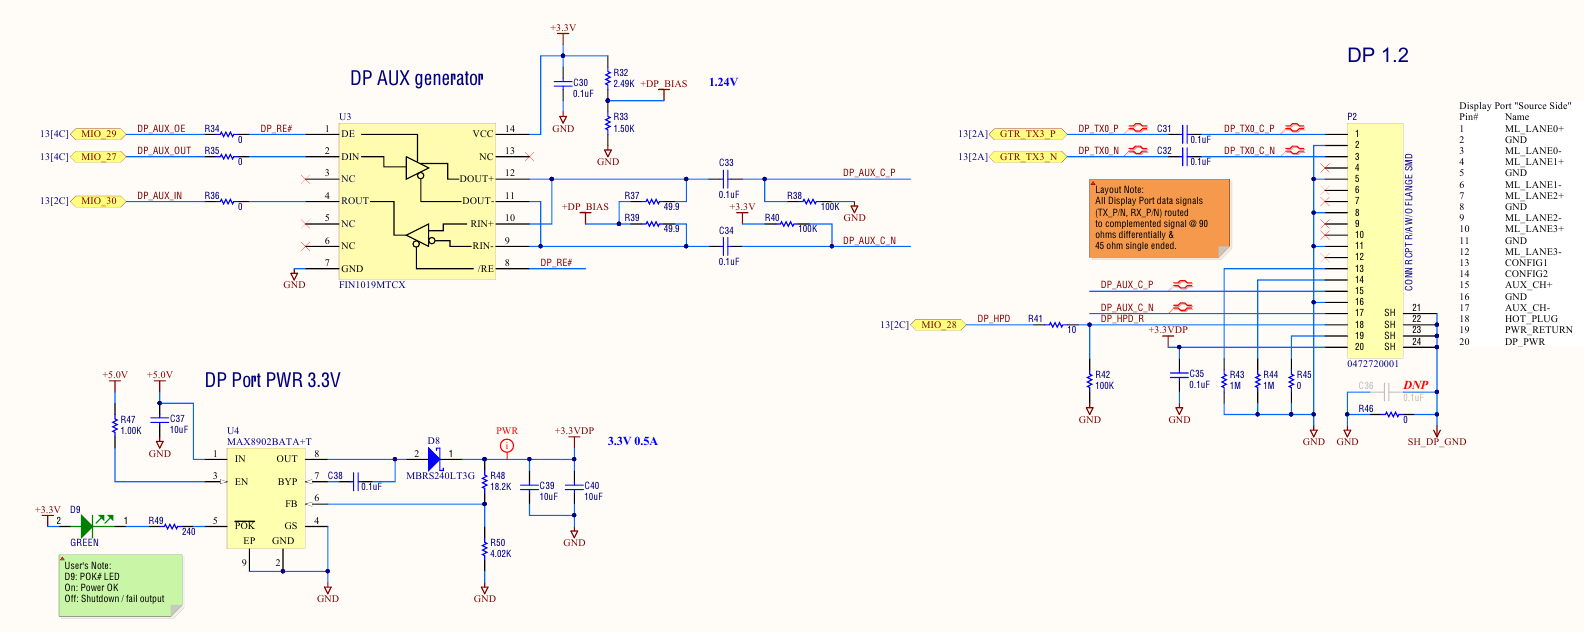 DP AUX generator
+3.3V
C30
0.1uF
GND
R32
2.49K
+DP_BIAS
1.24V
R33
1.50K
GND
U3
13[4C] MIO_29 DP_AUX_OE R34 0 DP_RE# 1 DE VCC 14
13[4C] MIO_27 DP_AUX_OUT R35 0 2 DIN NC 13
3 NC DOUT+ 12 C33 0.1uF DP_AUX_C_P
13[2C] MIO_30 DP_AUX_IN R36 0 4 ROUT DOUT- 11 R37 49.9 R38 100K GND
5 NC RIN+ 10 +DP_BIAS R39 49.9 +3.3V R40 100K
6 NC RIN- 9 C34 0.1uF DP_AUX_C_N
GND 7 GND /RE 8 DP_RE#
FIN1019MTCX
DP 1.2
P2
13[2A] GTR_TX3_P DP_TX0_P C31 0.1uF DP_TX0_C_P 1
2
13[2A] GTR_TX3_N DP_TX0_N C32 0.1uF DP_TX0_C_N 3
4
5
6
7
8
9
10
11
12
13
14
DP_AUX_C_P 15
16
DP_AUX_C_N 17 SH 21
13[2C] MIO_28 DP_HPD R41 10 DP_HPD_R 18 SH 22
+3.3VDP 19 SH 23
20 SH 24
CONN RCPT R/A W/O FLANGE SMD
0472720001
Layout Note:
All Display Port data signals
(TX_P/N, RX_P/N) routed
to complemented signal @ 90
ohms differentially &
45 ohm single ended.
R42
100K
GND
C35
0.1uF
GND
R43
1M
R44
1M
R45
0
GND
C36
0.1uF
DNP
R46
0
GND
SH_DP_GND
Display Port "Source Side"
Pin# Name
1 ML_LANE0+
2 GND
3 ML_LANE0-
4 ML_LANE1+
5 GND
6 ML_LANE1-
7 ML_LANE2+
8 GND
9 ML_LANE2-
10 ML_LANE3+
11 GND
12 ML_LANE3-
13 CONFIG1
14 CONFIG2
15 AUX_CH+
16 GND
17 AUX_CH-
18 HOT_PLUG
19 PWR_RETURN
20 DP_PWR
DP Port PWR 3.3V
+5.0V
+5.0V
R47
1.00K
C37
10uF
GND
U4
MAX8902BATA+T
1 IN OUT 8
3 EN BYP 7
FB 6
5 POK GS 4
EP GND
9 2
GND
C38
0.1uF
D8
2 1
MBRS240LT3G
PWR
i
+3.3VDP
3.3V 0.5A
R48
18.2K
C39
10uF
C40
10uF
GND
R50
4.02K
GND
+3.3V
D9
2 1
GREEN
R49
240
User's Note:
D9: POK# LED
On: Power OK
Off: Shutdown / fail output